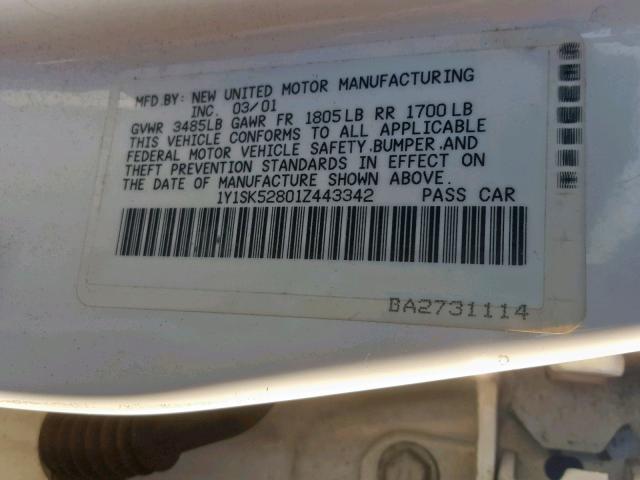 MFD.BY: NEW UNITED MOTOR MANUFACTURING
INC. 03/01
GVWR 3485LB GAWR FR 1805LB RR 1700LB
THIS VEHICLE CONFORMS TO ALL APPLICABLE
FEDERAL MOTOR VEHICLE SAFETY,BUMPER,AND
THEFT PREVENTION STANDARDS IN EFFECT ON
THE DATE OF MANUFACTURE SHOWN ABOVE.
1Y1SK52801Z443342 PASS CAR
BA2731114